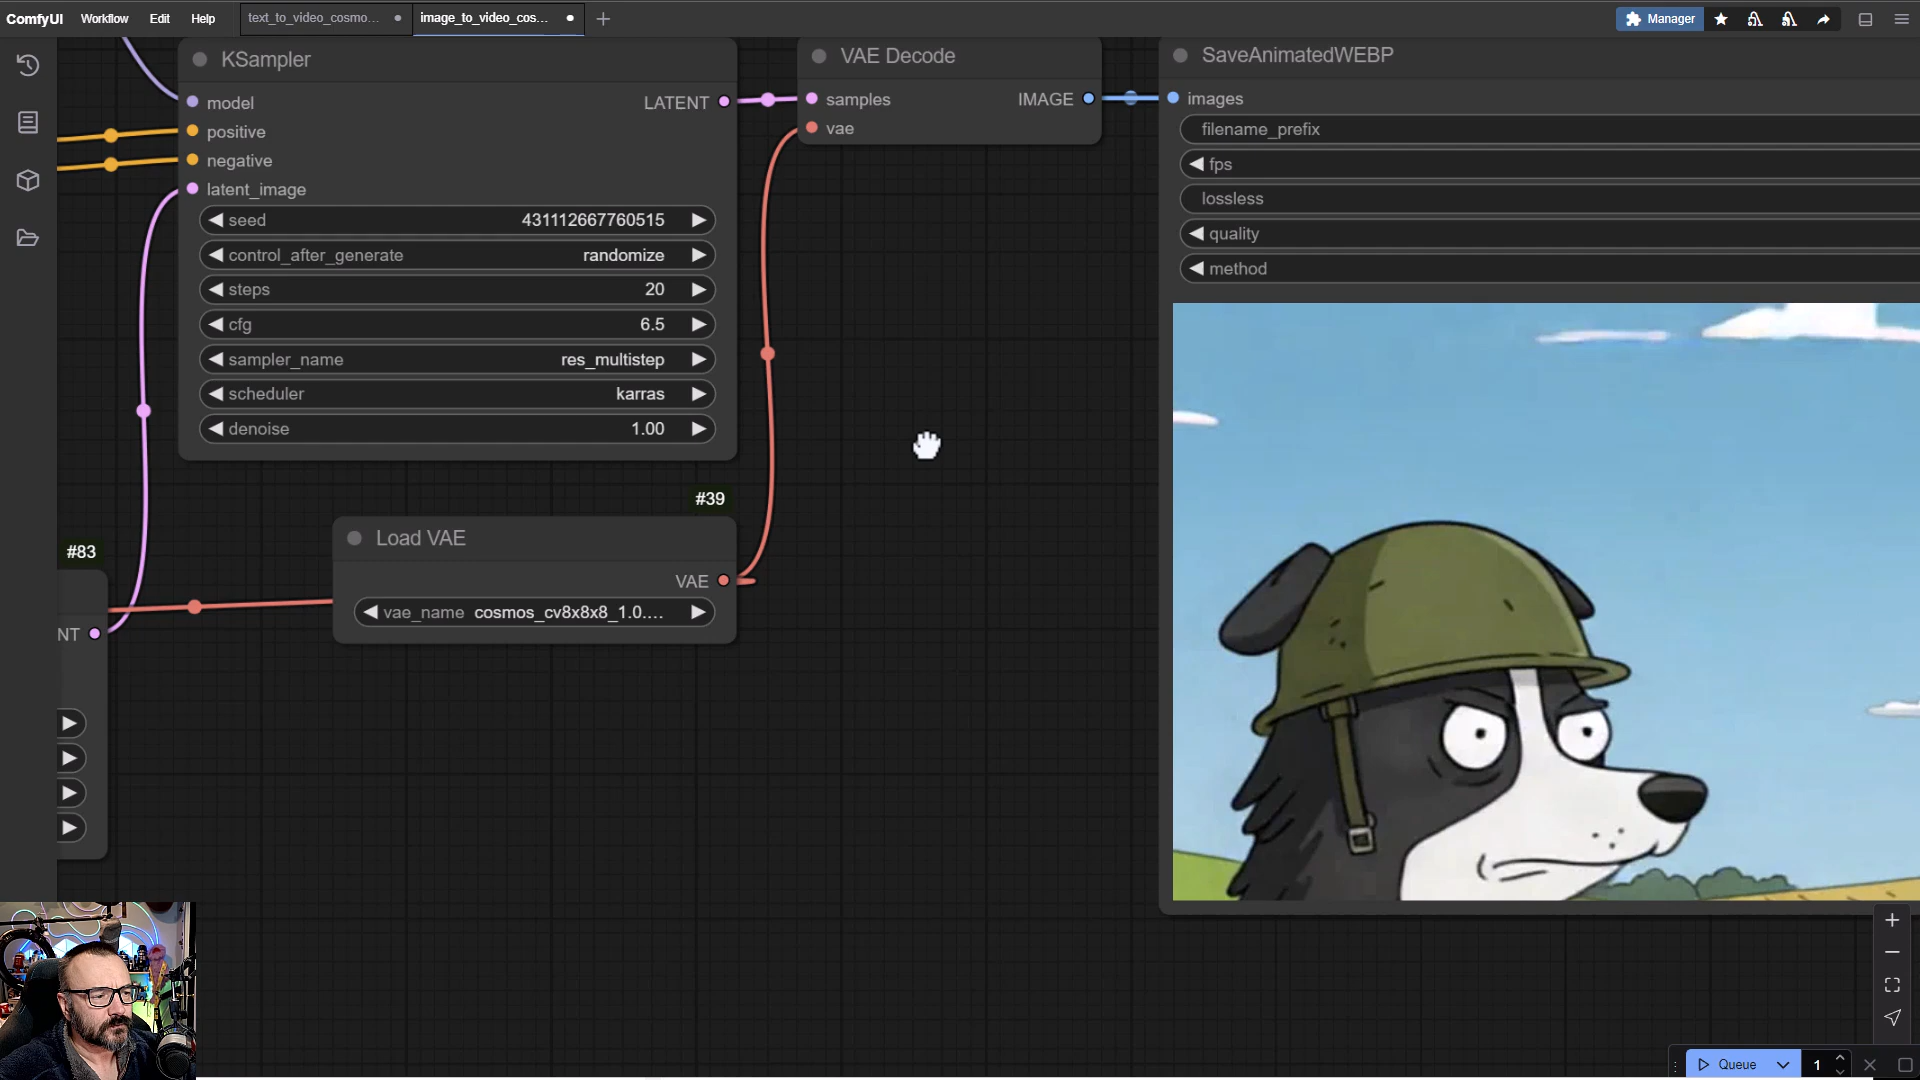 ComfyUI Workflow Edit Help text_to_video_cosmo... image_to_video_cos... Manager
KSampler
model LATENT
positive
negative
latent_image
seed 431112667760515
control_after_generate randomize
steps 20
cfg 6.5
sampler_name res_multistep
scheduler karras
denoise 1.00
VAE Decode
samples IMAGE
vae
SaveAnimatedWEBP
images
filename_prefix
fps
lossless
quality
method
#39
Load VAE
VAE
vae_name cosmos_cv8x8x8_1.0....
#83
NT
Queue 1